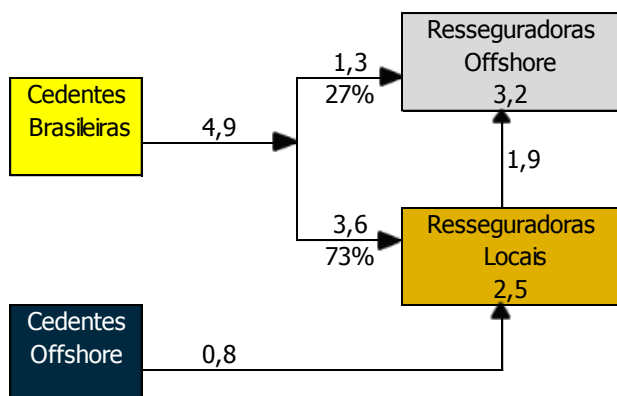 Cedentes
Brasileiras
4,9
1,3
27%
Resseguradoras
Offshore
3,2
1,9
3,6
73%
Resseguradoras
Locais
2,5
Cedentes
Offshore
0,8